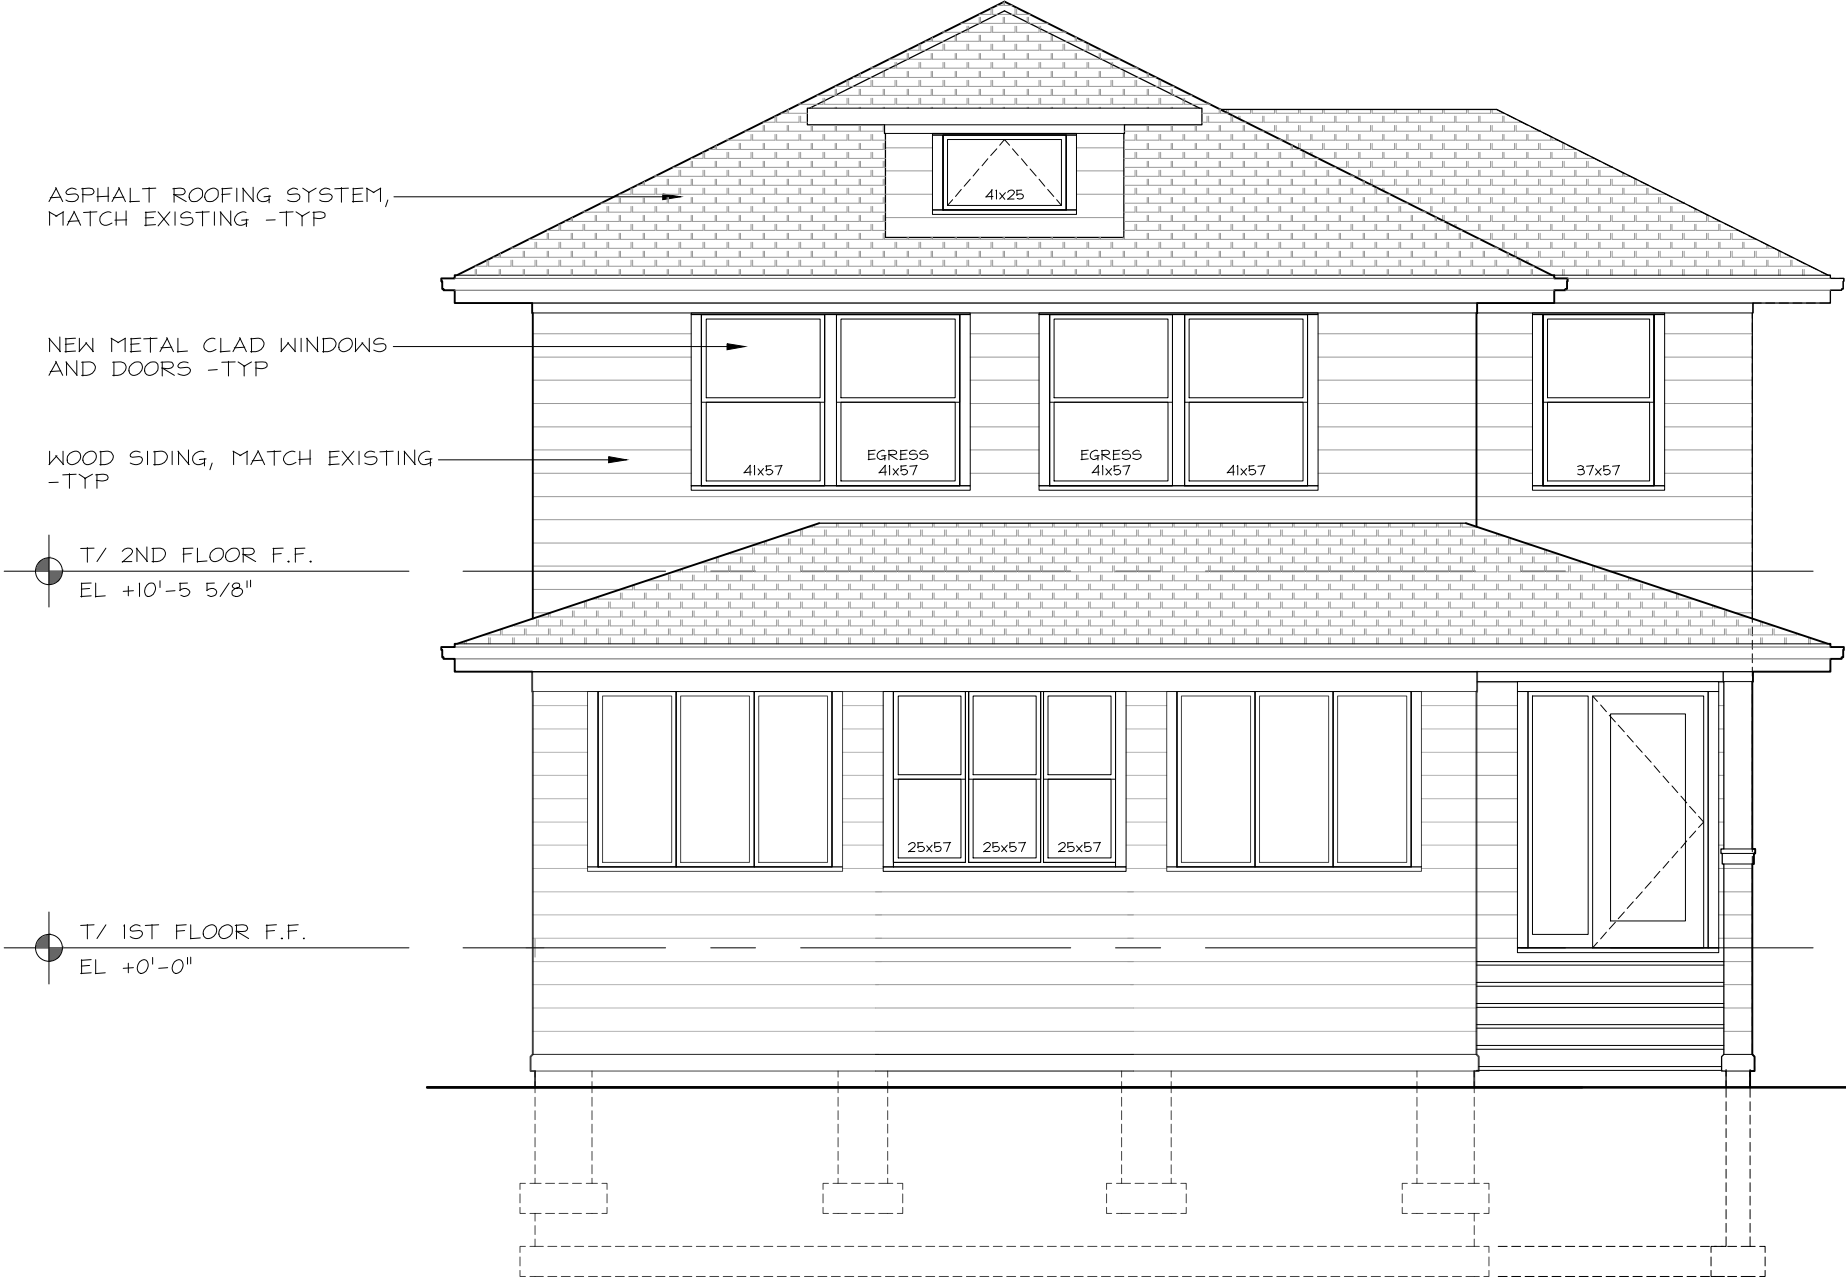 41x25
ASPHALT ROOFING SYSTEM,
MATCH EXISTING -TYP
NEW METAL CLAD WINDOWS
AND DOORS -TYP
WOOD SIDING, MATCH EXISTING
-TYP
41x57
EGRESS
41x57
EGRESS
41x57
41x57
37x57
T/ 2ND FLOOR F.F.
EL +10'-5 5/8"
25x57
25x57
25x57
T/ 1ST FLOOR F.F.
EL +0'-0"